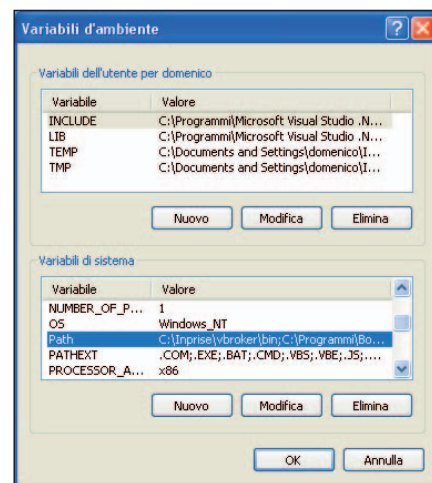 Variabili d'ambiente
Variabili dell'utente per domenico
Variabile Valore
INCLUDE C:\Programmi\Microsoft Visual Studio .N...
LIB C:\Programmi\Microsoft Visual Studio .N...
TEMP C:\Documents and Settings\domenico\I...
TMP C:\Documents and Settings\domenico\I...
Nuovo Modifica Elimina
Variabili di sistema
Variabile Valore
NUMBER_OF_P... 1
OS Windows_NT
Path C:\Inprise\vbroker\bin;C:\Programmi\Bo...
PATHEXT .COM;.EXE;.BAT;.CMD;.VBS;.VBE;.JS;....
PROCESSOR_A... x86
Nuovo Modifica Elimina
OK Annulla